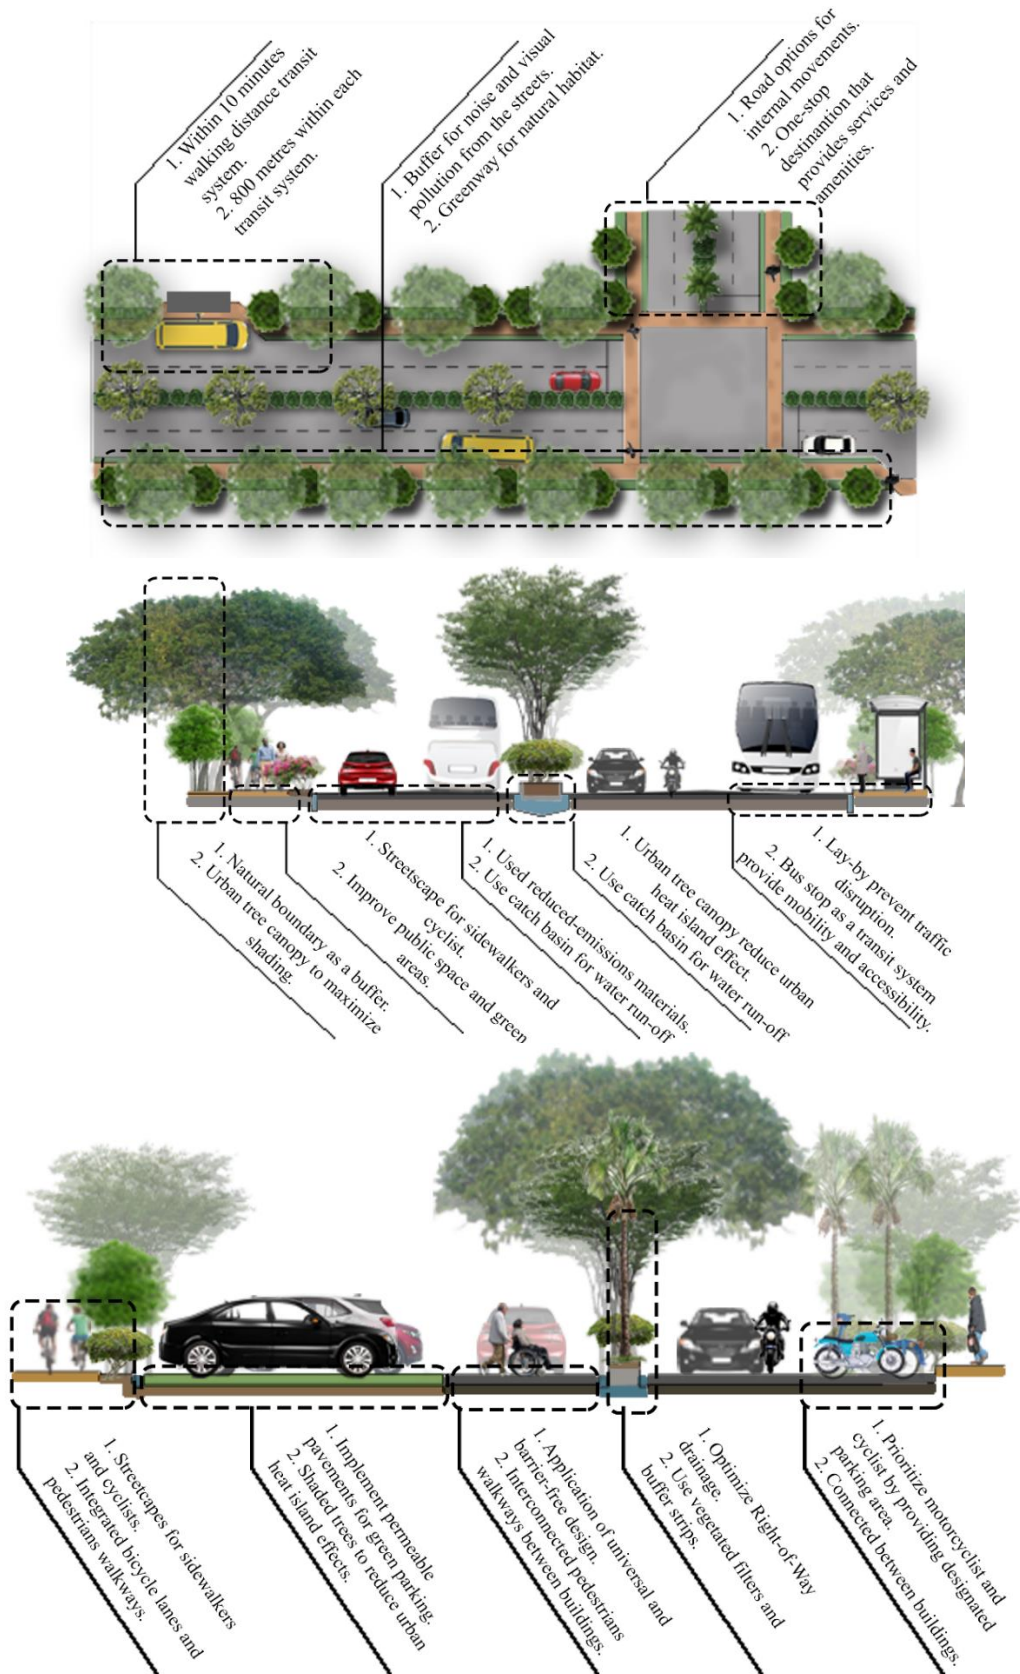 1. Within 10 minutes
walking distance transit
system.
2. 800 metres within each
transit system.
1. Buffer for noise and visual
pollution from the streets.
2. Greenway for natural habitat.
1. Road options for
internal movements.
2. One-stop
destinantion that
provides services and
amenities.
1. Natural boundary as a buffer.
2. Urban tree canopy to maximize
shading.
1. Streetscape for sidewalkers and
cyclist.
2. Improve public space and green
areas.
1. Used reduced-emissions materials.
2. Use catch basin for water run-off
1. Urban tree canopy reduce urban
heat island effect.
2. Use catch basin for water run-off
1. Lay-by prevent traffic
disruption.
2. Bus stop as a transit system
provide mobility and accessibility.
1. Streetcapes for sidewalkers
and cyclists.
2. Integrated bicycle lanes and
pedestrians walkways.
1. Implement permeable
pavements for green parking.
2. Shaded trees to reduce urban
heat island effects.
1. Application of universal and
barrier-free design.
2. Interconnected pedestrians
walkways between buildings.
1. Optimize Right-of-Way
drainage.
2. Use vegetated filters and
buffer strips.
1. Prioritize motorcyclist and
cyclist by providing designated
parking area.
2. Connected between buildings.